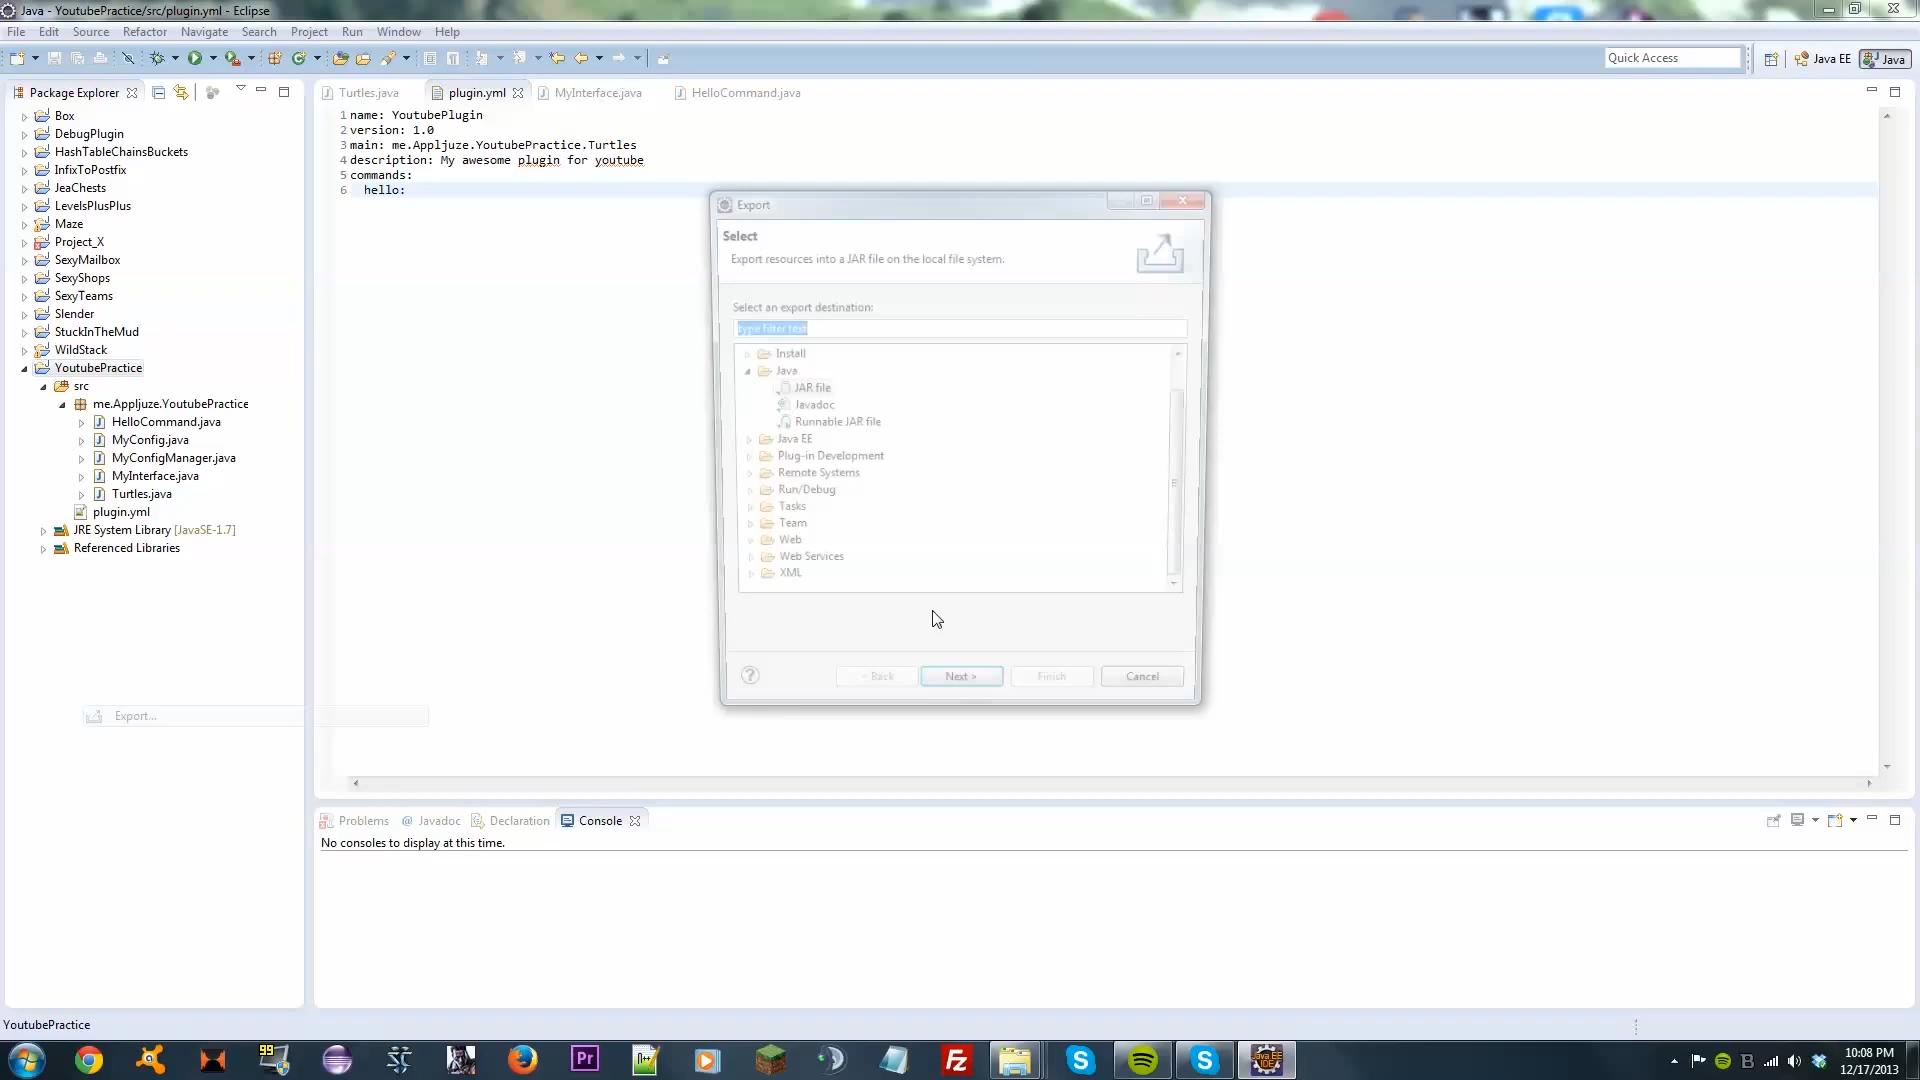 Java - YoutubePractice/src/plugin.yml - Eclipse
File Edit Source Refactor Navigate Search Project Run Window Help
Quick Access
Java EE
Java
Package Explorer
Box
DebugPlugin
HashTableChainsBuckets
InfixToPostfix
JeaChests
LevelsPlusPlus
Maze
Project_X
SexyMailbox
SexyShops
SexyTeams
Slender
StuckInTheMud
WildStack
YoutubePractice
src
me.Appljuze.YoutubePractice
HelloCommand.java
MyConfig.java
MyConfigManager.java
MyInterface.java
Turtles.java
plugin.yml
JRE System Library [JavaSE-1.7]
Referenced Libraries
Export...
Turtles.java
plugin.yml
MyInterface.java
HelloCommand.java
1 name: YoutubePlugin
2 version: 1.0
3 main: me.Appljuze.YoutubePractice.Turtles
4 description: My awesome plugin for youtube
5 commands:
6 hello:
Export
Select
Export resources into a JAR file on the local file system.
Select an export destination:
type filter text
Install
Java
JAR file
Javadoc
Runnable JAR file
Java EE
Plug-in Development
Remote Systems
Run/Debug
Tasks
Team
Web
Web Services
XML
?
< Back
Next >
Finish
Cancel
Problems
@ Javadoc
Declaration
Console
No consoles to display at this time.
YoutubePractice
99
Pr
Fz
Java EE
IDE
10:08 PM
12/17/2013